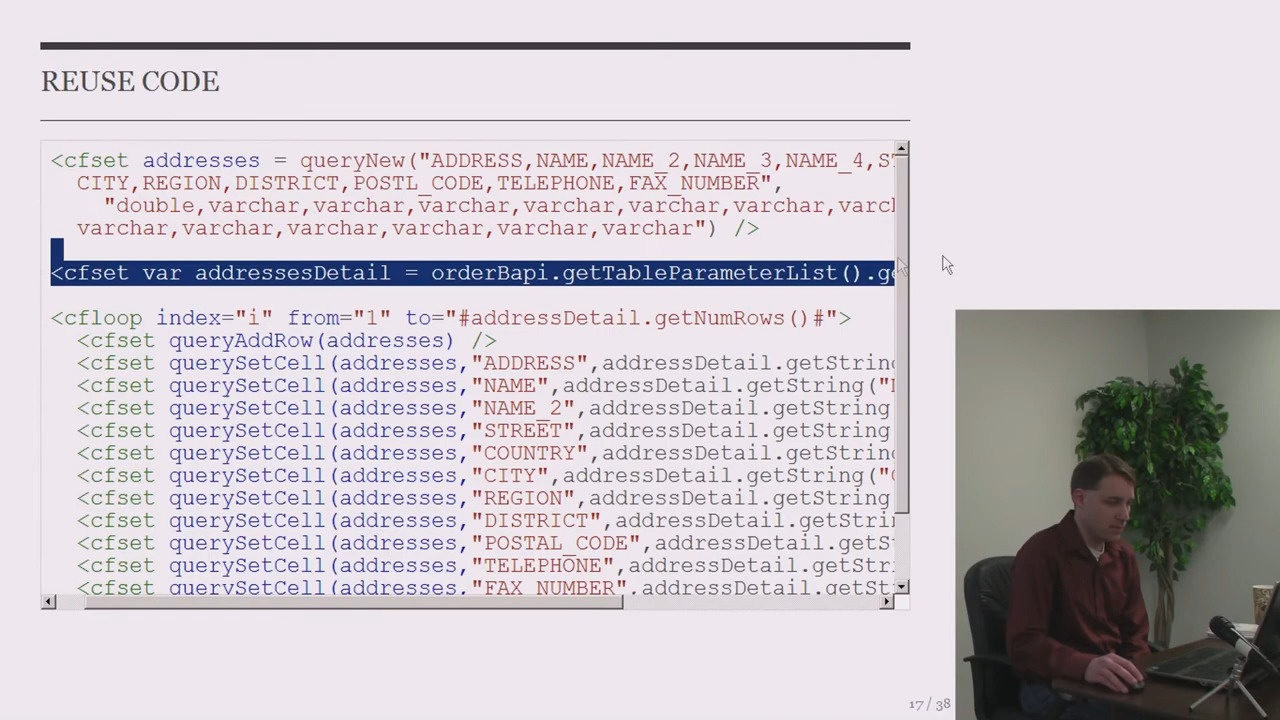 REUSE CODE
<cfset addresses = queryNew("ADDRESS,NAME,NAME_2,NAME_3,NAME_4,ST
CITY,REGION,DISTRICT,POSTL_CODE,TELEPHONE,FAX_NUMBER",
"double,varchar,varchar,varchar,varchar,varchar,varchar,varch
varchar,varchar,varchar,varchar,varchar") />
<cfset var addressesDetail = orderBapi.getTableParameterList().ge
<cfloop index="i" from="1" to="#addressDetail.getNumRows()#">
<cfset queryAddRow(addresses) />
<cfset querySetCell(addresses,"ADDRESS",addressDetail.getString
<cfset querySetCell(addresses,"NAME",addressDetail.getString("N
<cfset querySetCell(addresses,"NAME_2",addressDetail.getString
<cfset querySetCell(addresses,"STREET",addressDetail.getString
<cfset querySetCell(addresses,"COUNTRY",addressDetail.getString
<cfset querySetCell(addresses,"CITY",addressDetail.getString("C
<cfset querySetCell(addresses,"REGION",addressDetail.getString
<cfset querySetCell(addresses,"DISTRICT",addressDetail.getStrin
<cfset querySetCell(addresses,"POSTAL_CODE",addressDetail.getSt
<cfset querySetCell(addresses,"TELEPHONE",addressDetail.getStri
<cfset querySetCell(addresses,"FAX_NUMBER",addressDetail.getStr
17 / 38